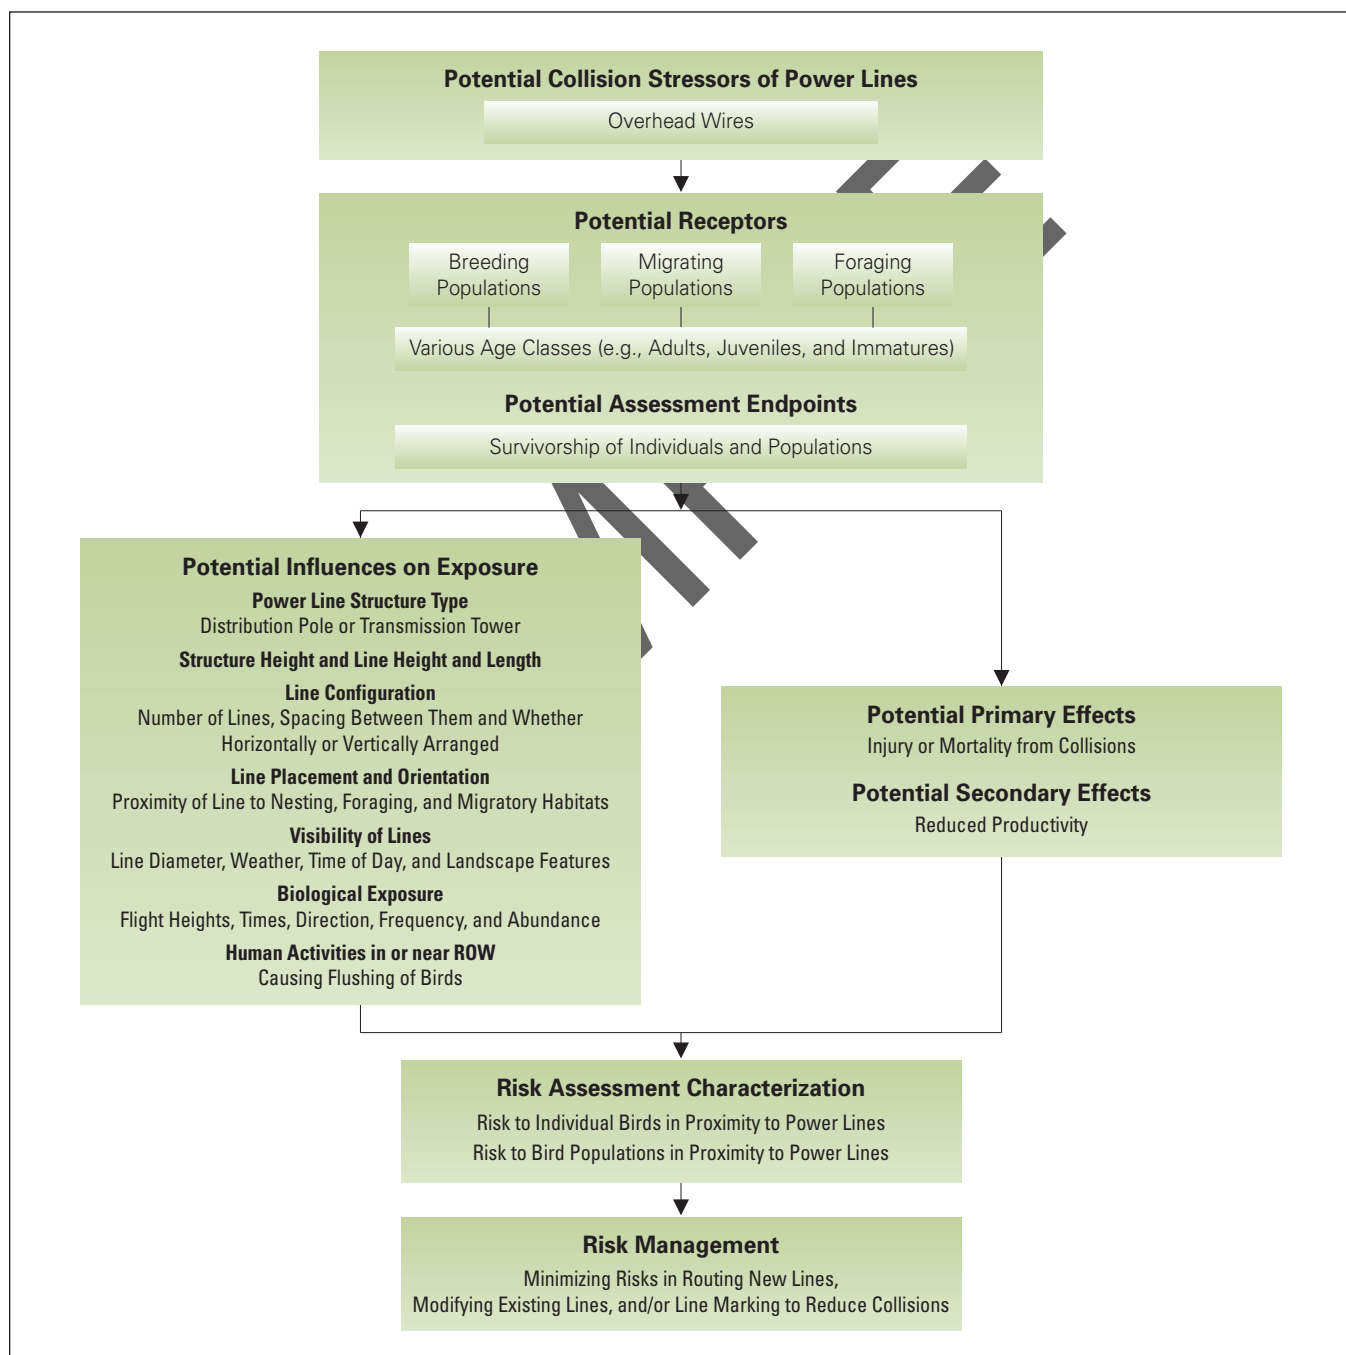 Potential Collision Stressors of Power Lines
Overhead Wires
Potential Receptors
Breeding
Populations
Migrating
Populations
Foraging
Populations
Various Age Classes (e.g., Adults, Juveniles, and Immatures)
Potential Assessment Endpoints
Survivorship of Individuals and Populations
Potential Influences on Exposure
Power Line Structure Type
Distribution Pole or Transmission Tower
Structure Height and Line Height and Length
Line Configuration
Number of Lines, Spacing Between Them and Whether
Horizontally or Vertically Arranged
Line Placement and Orientation
Proximity of Line to Nesting, Foraging, and Migratory Habitats
Visibility of Lines
Line Diameter, Weather, Time of Day, and Landscape Features
Biological Exposure
Flight Heights, Times, Direction, Frequency, and Abundance
Human Activities in or near ROW
Causing Flushing of Birds
Potential Primary Effects
Injury or Mortality from Collisions
Potential Secondary Effects
Reduced Productivity
Risk Assessment Characterization
Risk to Individual Birds in Proximity to Power Lines
Risk to Bird Populations in Proximity to Power Lines
Risk Management
Minimizing Risks in Routing New Lines,
Modifying Existing Lines, and/or Line Marking to Reduce Collisions